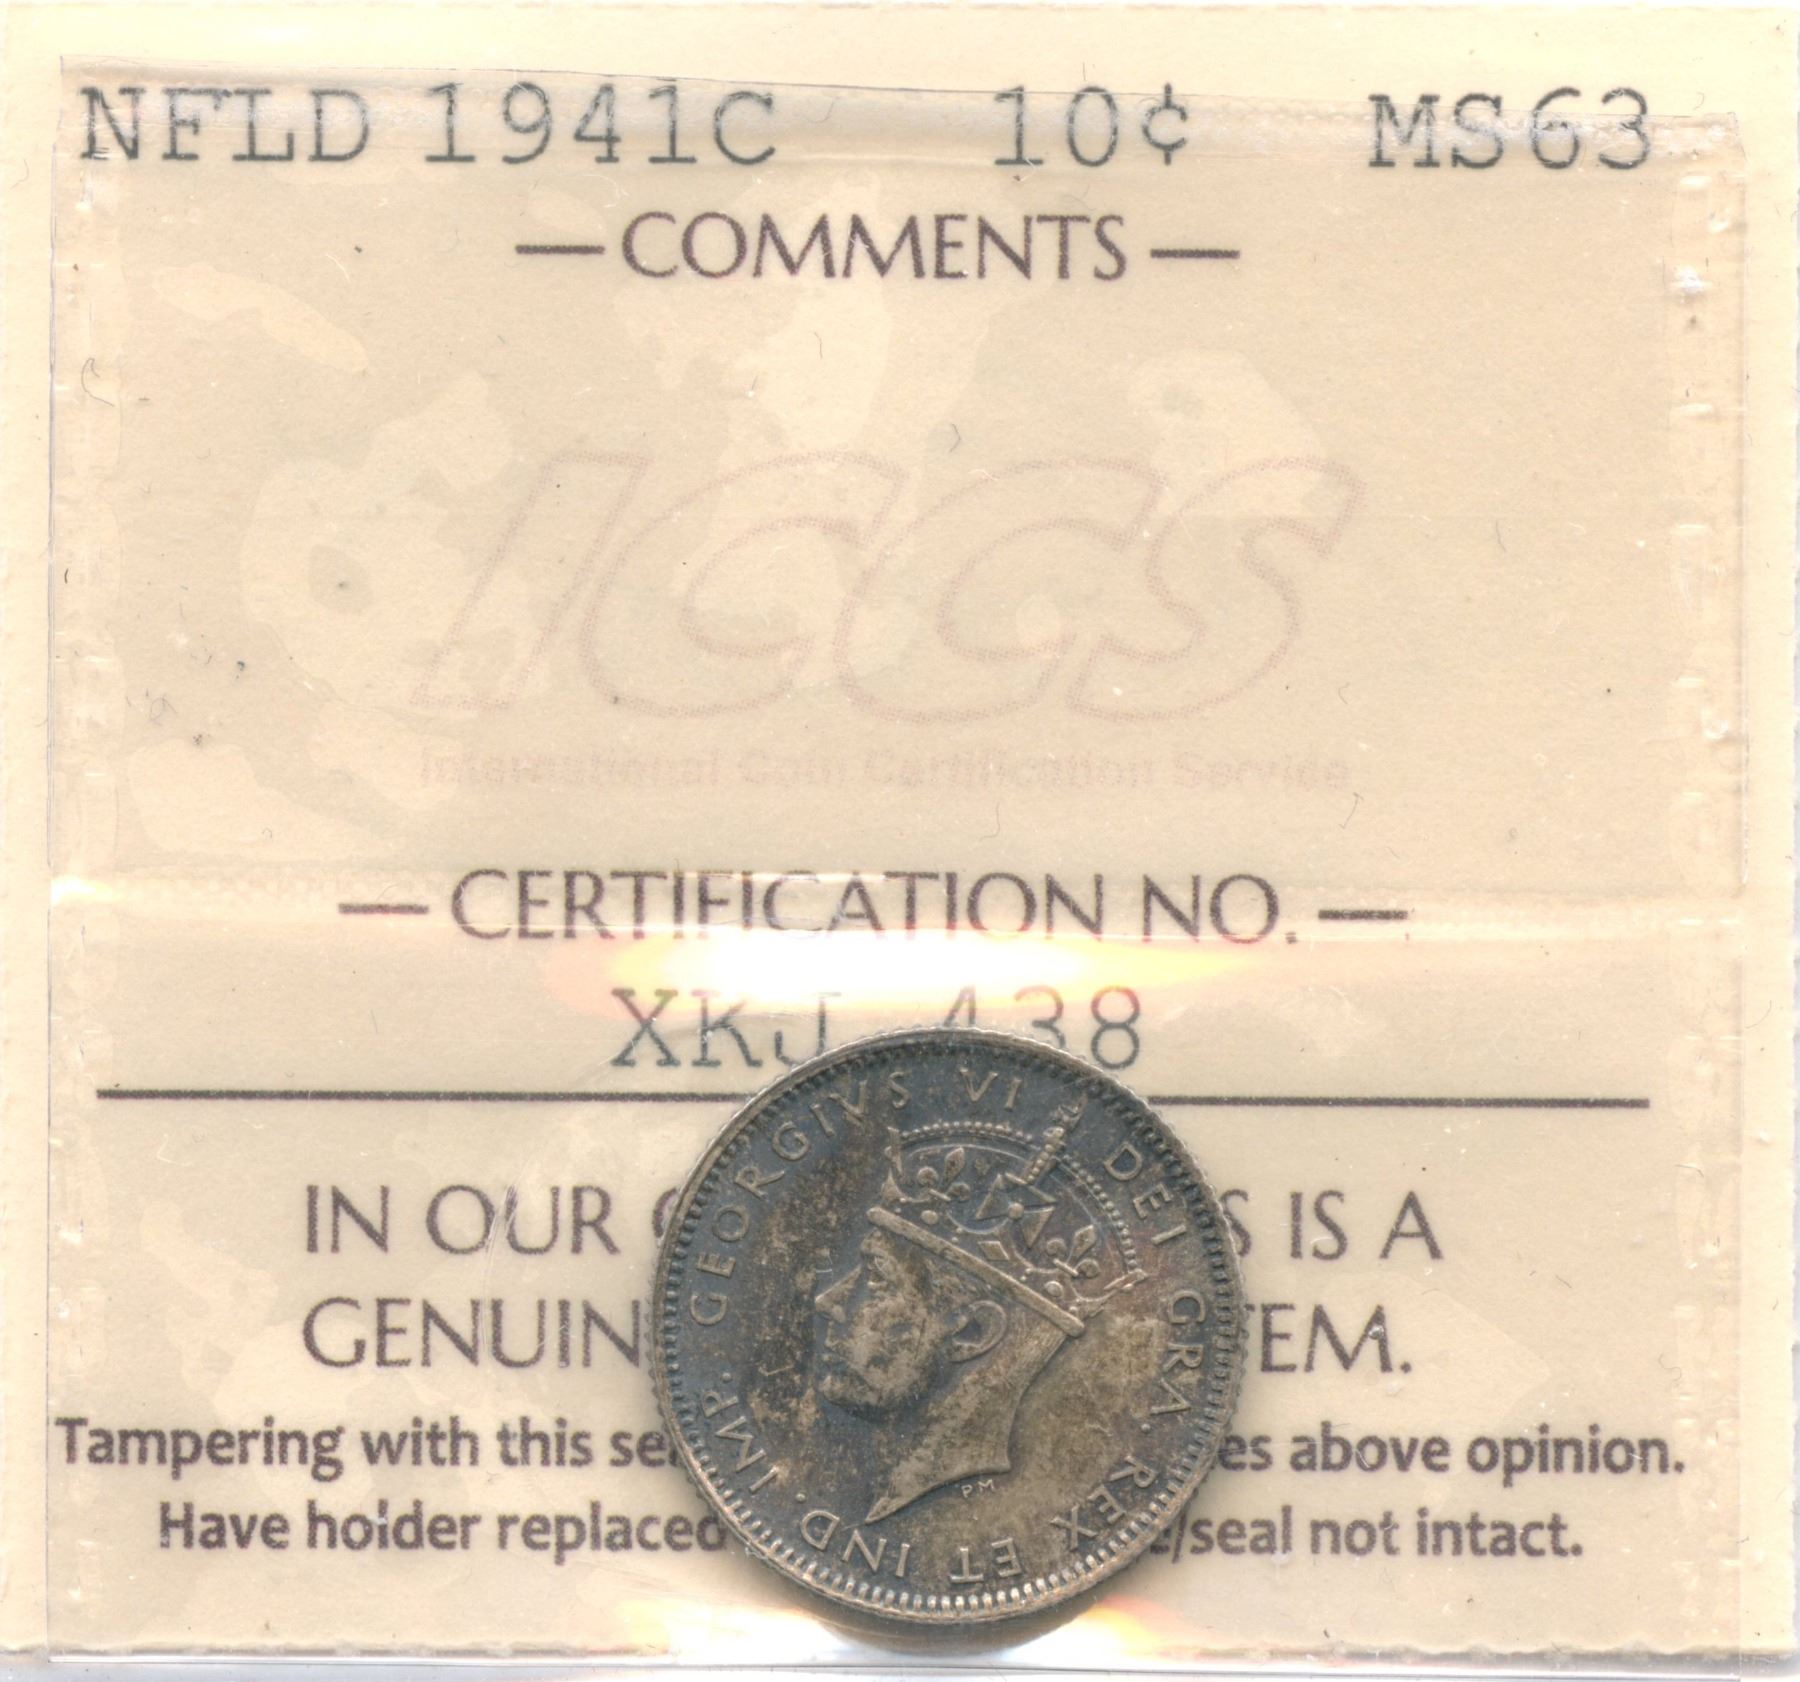 NFLD 1941C 10¢ MS63
— COMMENTS —
ICCS
International Coin Certification Service
— CERTIFICATION NO. —
XKJ 438
IN OUR S IS A
GENUIN TEM.
Tampering with this se es above opinion.
Have holder replaced /seal not intact.
GEORGIVS VI DEI GRA. REX ET IND. IMP.
PM